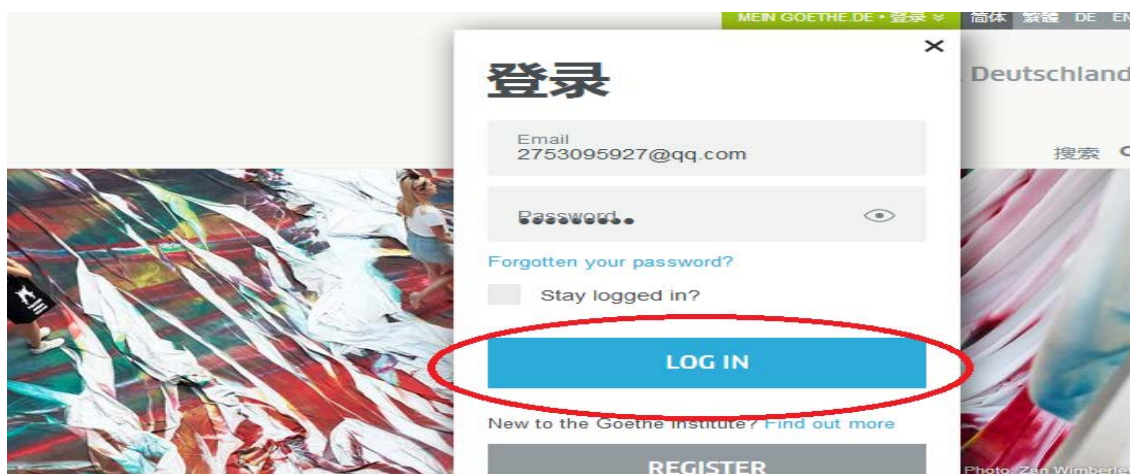 MEIN GOETHE.DE • 登录 简体 繁體 DE EN
×
登录
Deutschland
Email
2753095927@qq.com
搜索
Password
Forgotten your password?
Stay logged in?
LOG IN
New to the Goethe Institute? Find out more
REGISTER
Photo: Zan Wimberle